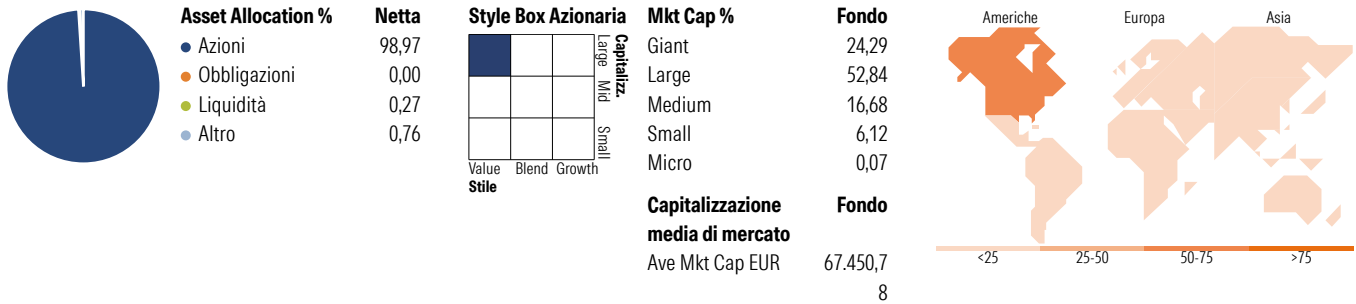 Asset Allocation % Netta
Azioni 98,97
Obbligazioni 0,00
Liquidità 0,27
Altro 0,76
Style Box Azionaria
Capitalizz.
Large
Mid
Small
Value Blend Growth
Stile
Mkt Cap % Fondo
Giant 24,29
Large 52,84
Medium 16,68
Small 6,12
Micro 0,07
Capitalizzazione Fondo
media di mercato
Ave Mkt Cap EUR 67.450,7
8
Americhe Europa Asia
<25 25-50 50-75 >75